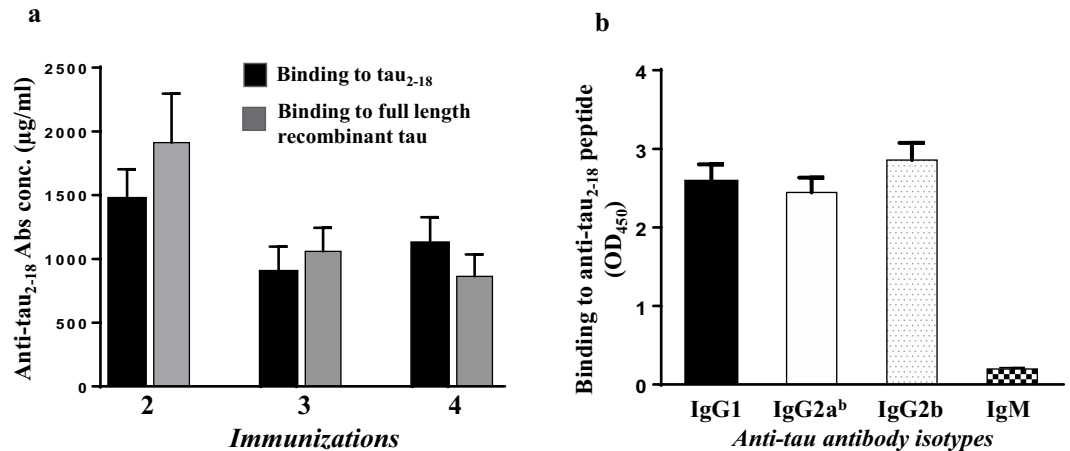 a
Anti-tau2-18 Abs conc. (µg/ml)
2500
2000
1500
1000
500
0
Binding to tau2-18
Binding to full length
recombinant tau
2 3 4
Immunizations
b
Binding to anti-tau2-18 peptide
(OD450)
4
3
2
1
0
IgG1 IgG2aᵇ IgG2b IgM
Anti-tau antibody isotypes